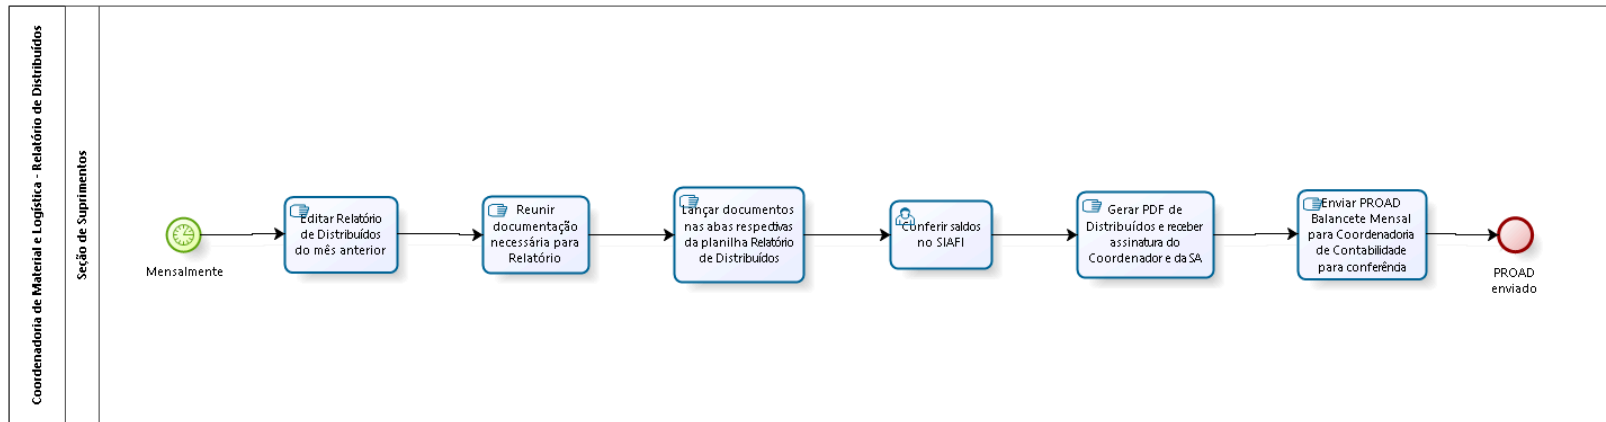 Coordenadoria de Material e Logística - Relatório de Distribuídos
Seção de Suprimentos
Mensalmente
Editar Relatório
de Distribuídos
do mês anterior
Reunir
documentação
necessária para
Relatório
Lançar documentos
nas abas respectivas
da planilha Relatório
de Distribuídos
Conferir saldos
no SIAFI
Gerar PDF de
Distribuídos e receber
assinatura do
Coordenador e da SA
Enviar PROAD
Balancete Mensal
para Coordenadoria
de Contabilidade
para conferência
PROAD
enviado